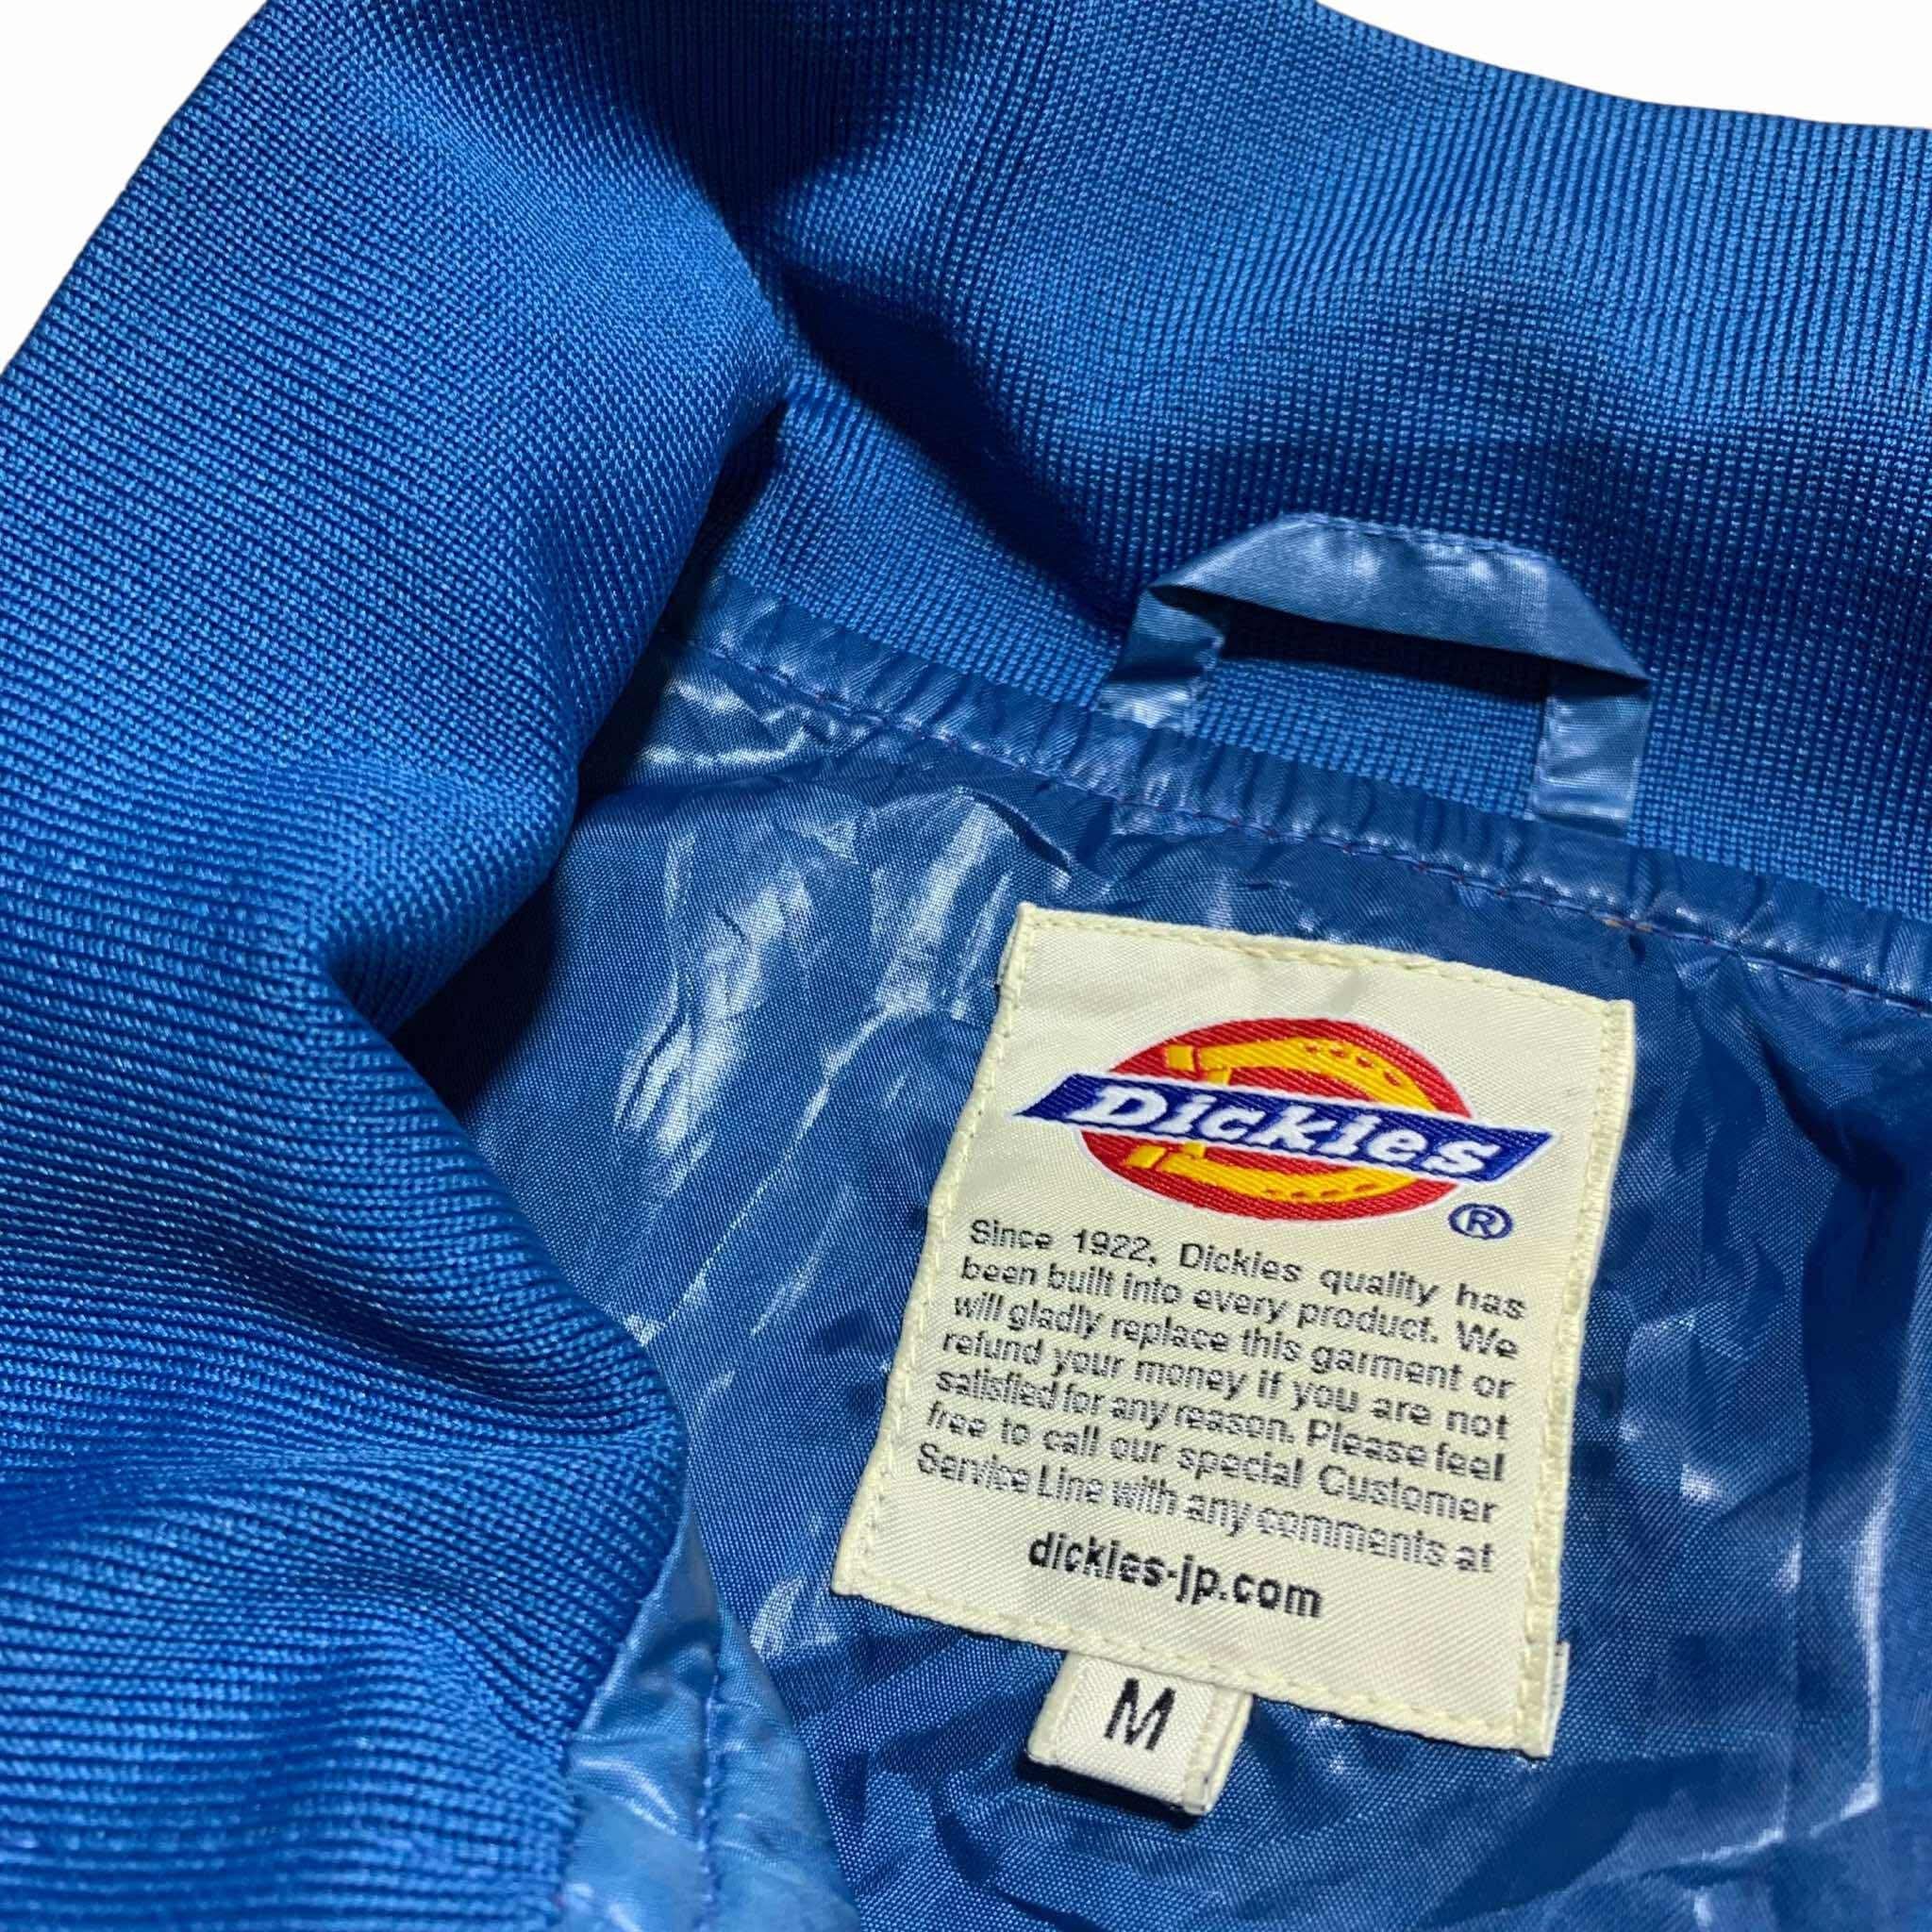 Dickies
®
Since 1922, Dickies quality has
been built into every product. We
will gladly replace this garment or
refund your money if you are not
satisfied for any reason. Please feel
free to call our special Customer
Service Line with any comments at
dickies-jp.com
M